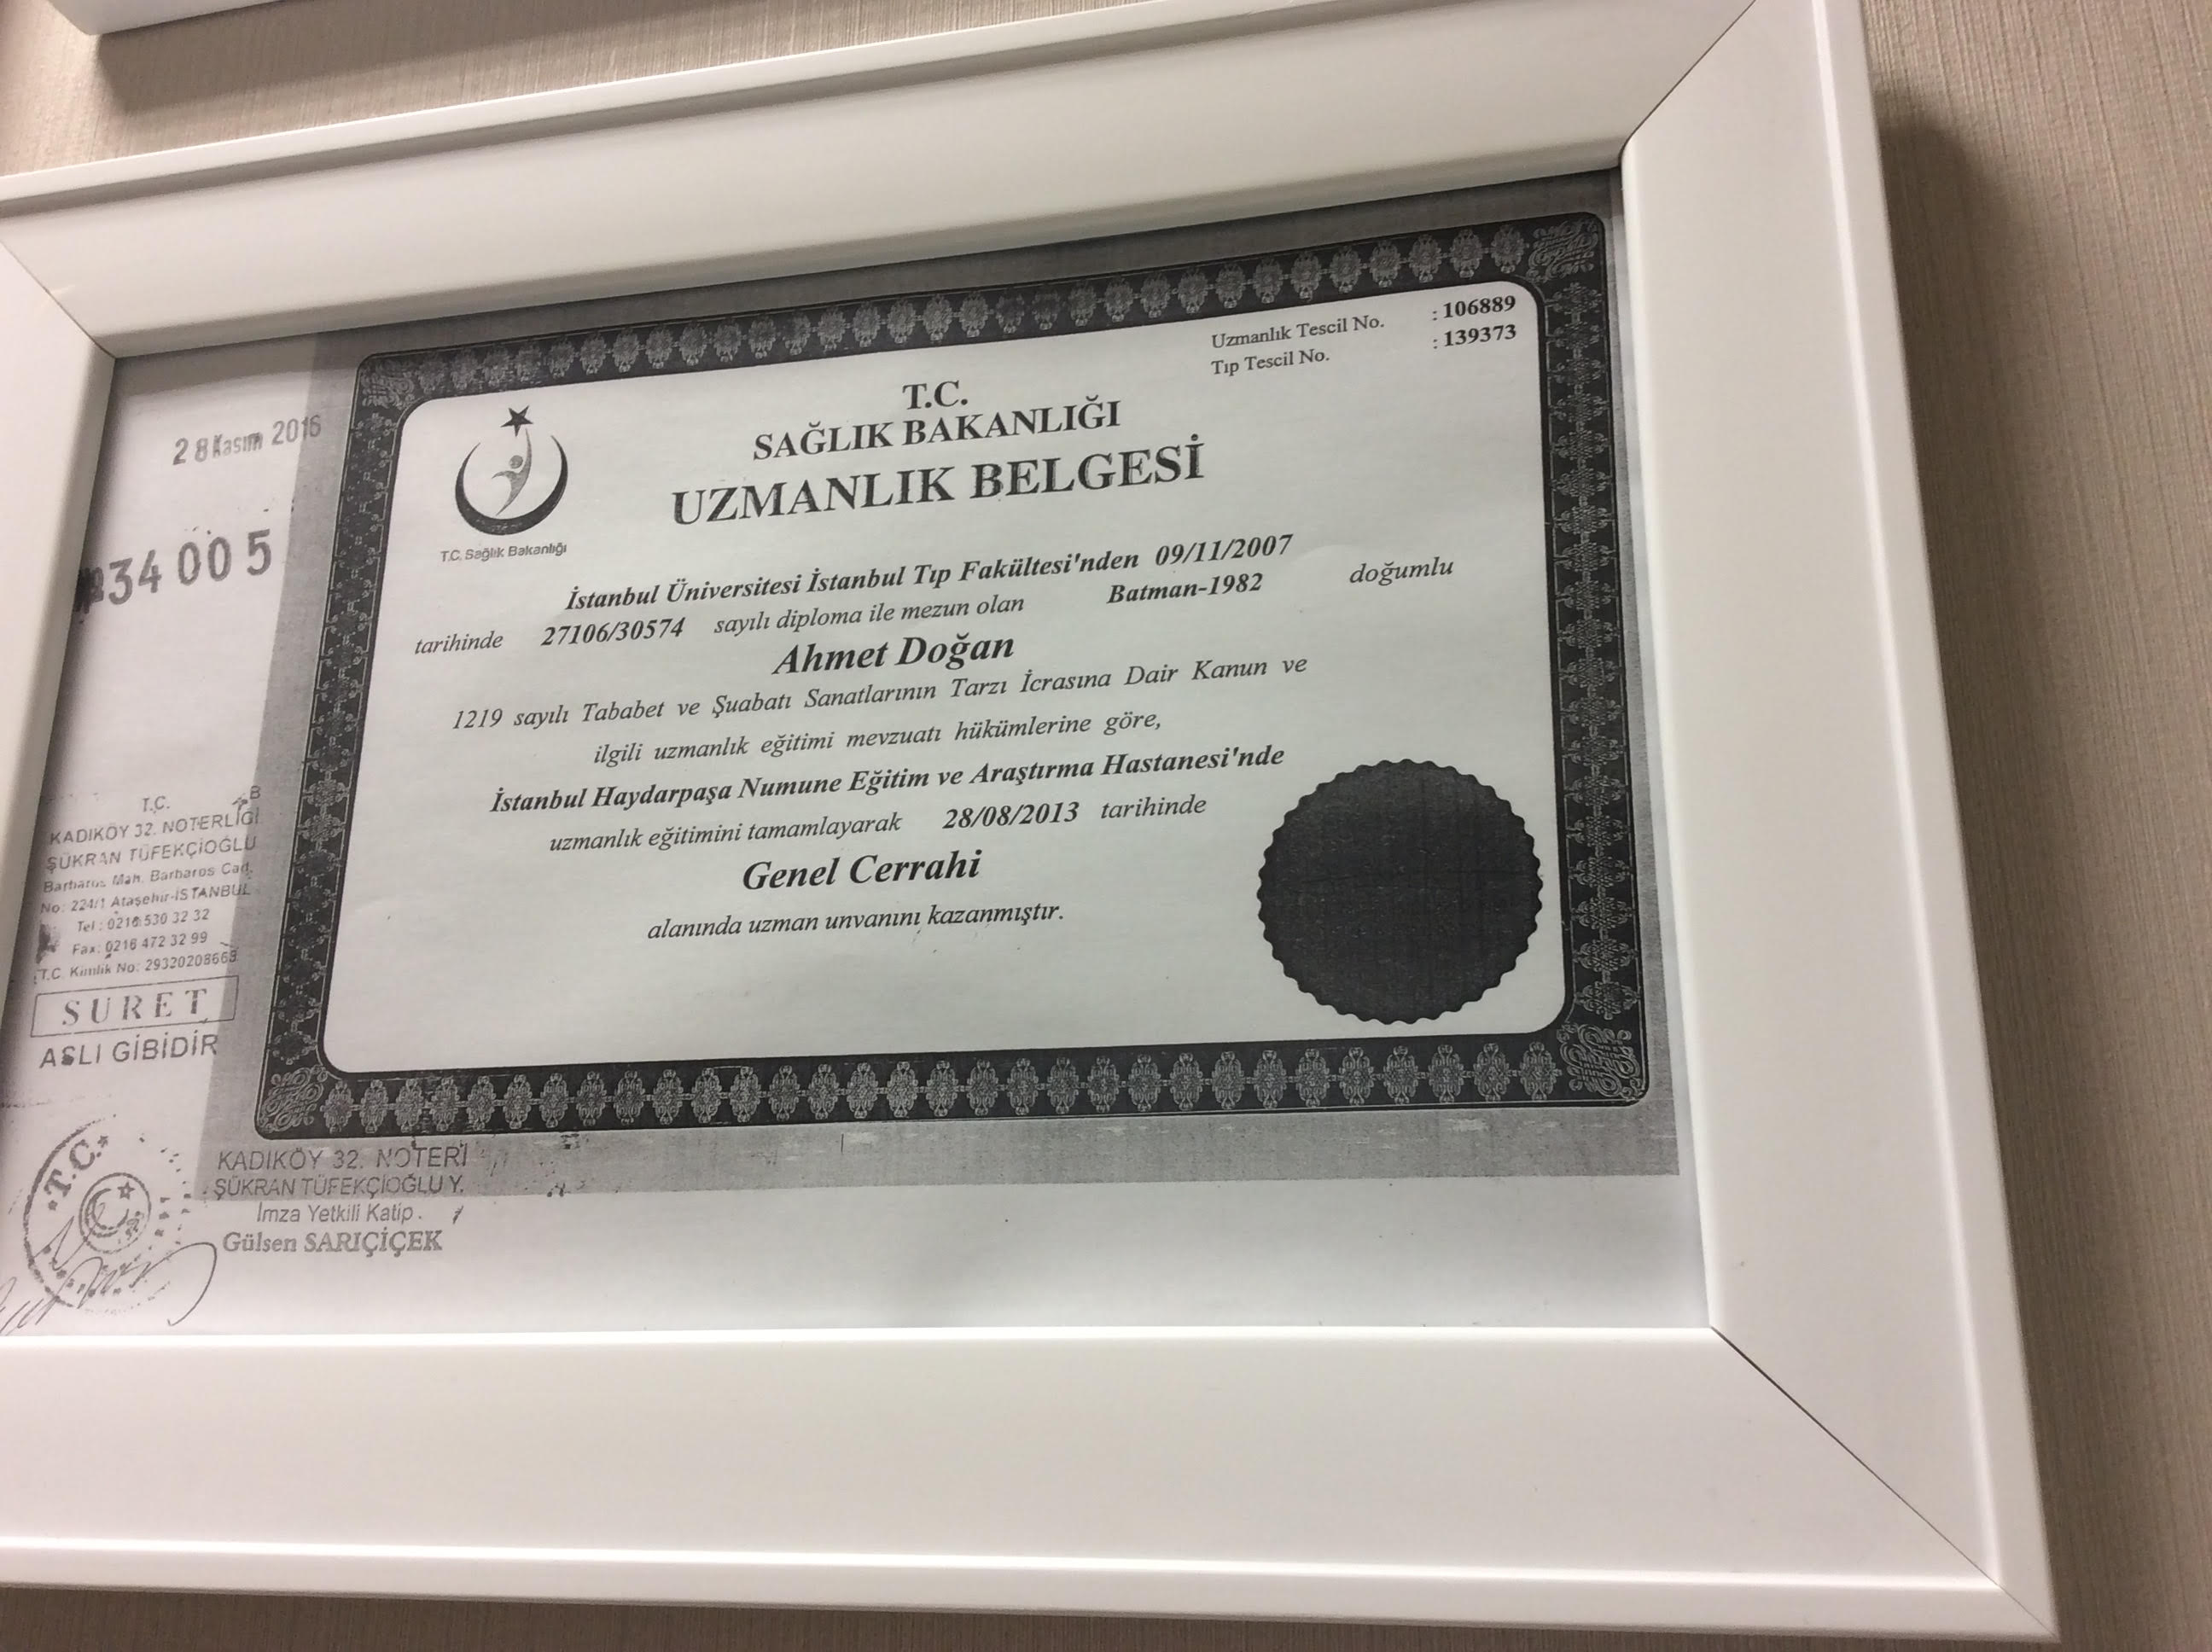 Uzmanlık Tescil No. : 106889
Tıp Tescil No. : 139373
T.C.
SAĞLIK BAKANLIĞI
UZMANLIK BELGESİ
T.C. Sağlık Bakanlığı
İstanbul Üniversitesi İstanbul Tıp Fakültesi'nden 09/11/2007
tarihinde 27106/30574 sayılı diploma ile mezun olan Batman-1982 doğumlu
Ahmet Doğan
1219 sayılı Tababet ve Şuabatı Sanatlarının Tarzı İcrasına Dair Kanun ve
ilgili uzmanlık eğitimi mevzuatı hükümlerine göre,
İstanbul Haydarpaşa Numune Eğitim ve Araştırma Hastanesi'nde
uzmanlık eğitimini tamamlayarak 28/08/2013 tarihinde
Genel Cerrahi
alanında uzman unvanını kazanmıştır.
28 Kasım 2016
34005
T.C. B
KADIKÖY 32. NOTERLİĞİ
ŞÜKRAN TÜFEKÇİOĞLU
Barbaros Mah. Barbaros Cad.
No: 224/1 Ataşehir-İSTANBUL
Tel : 0216 530 32 32
Fax: 0216 472 32 99
T.C. Kimlik No: 29320208668
SURET
ASLI GİBİDİR
T.C.
KADIKÖY 32. NOTERİ
ŞÜKRAN TÜFEKÇİOĞLU Y.
İmza Yetkili Katip
Gülsen SARIÇİÇEK